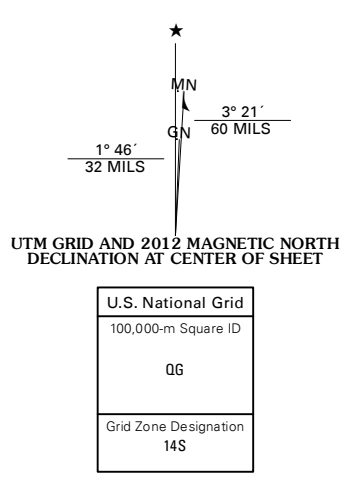 ★
MN
3° 21´
60 MILS
GN
1° 46´
32 MILS
UTM GRID AND 2012 MAGNETIC NORTH
DECLINATION AT CENTER OF SHEET
U.S. National Grid
100,000-m Square ID
QG
Grid Zone Designation
14S